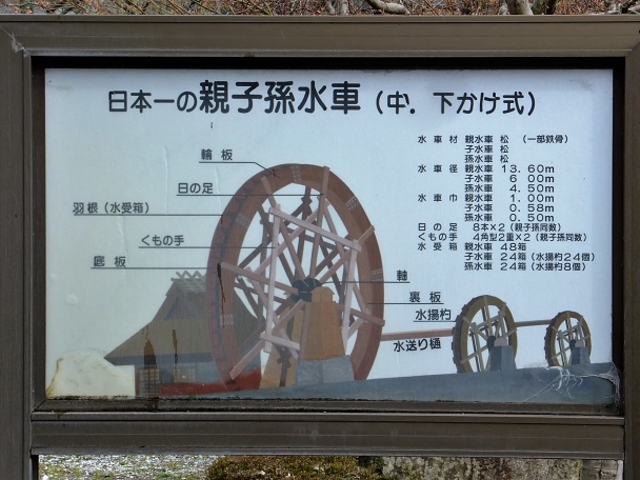 日本一の親子孫水車（中．下かけ式）
水車材 親水車 松 （一部鉄骨）
子水車 松
孫水車 松
水車径 親水車 13.60m
子水車 6.00m
孫水車 4.50m
水車巾 親水車 1.00m
子水車 0.58m
孫水車 0.50m
日の足 8本×2（親子孫同数）
くもの手 4角型2重×2（親子孫同数）
水受箱 親水車 48箱
子水車 24箱（水揚杓24個）
孫水車 24箱（水揚杓8個）
輪板
日の足
羽根（水受箱）
くもの手
底板
軸
裏板
水揚杓
水送り樋